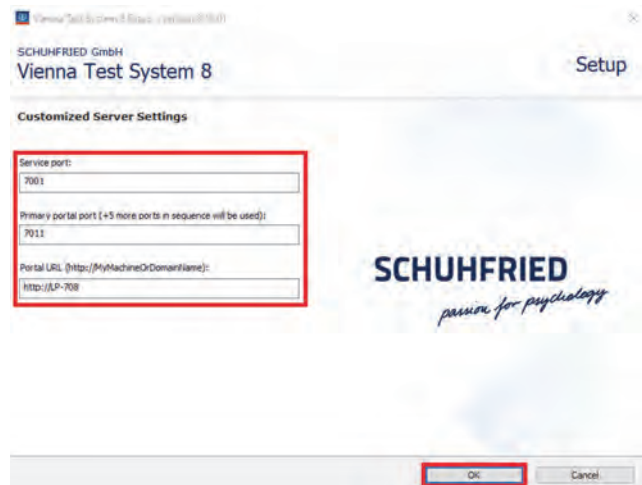 SCHUHFRIED GmbH
Vienna Test System 8
Setup
Customized Server Settings
Service port:
7001
Primary portal port (+5 more ports in sequence will be used):
7011
Portal URL (http://MyMachineOrDomainName):
http://LP-708
SCHUHFRIED
passion for psychology
OK
Cancel